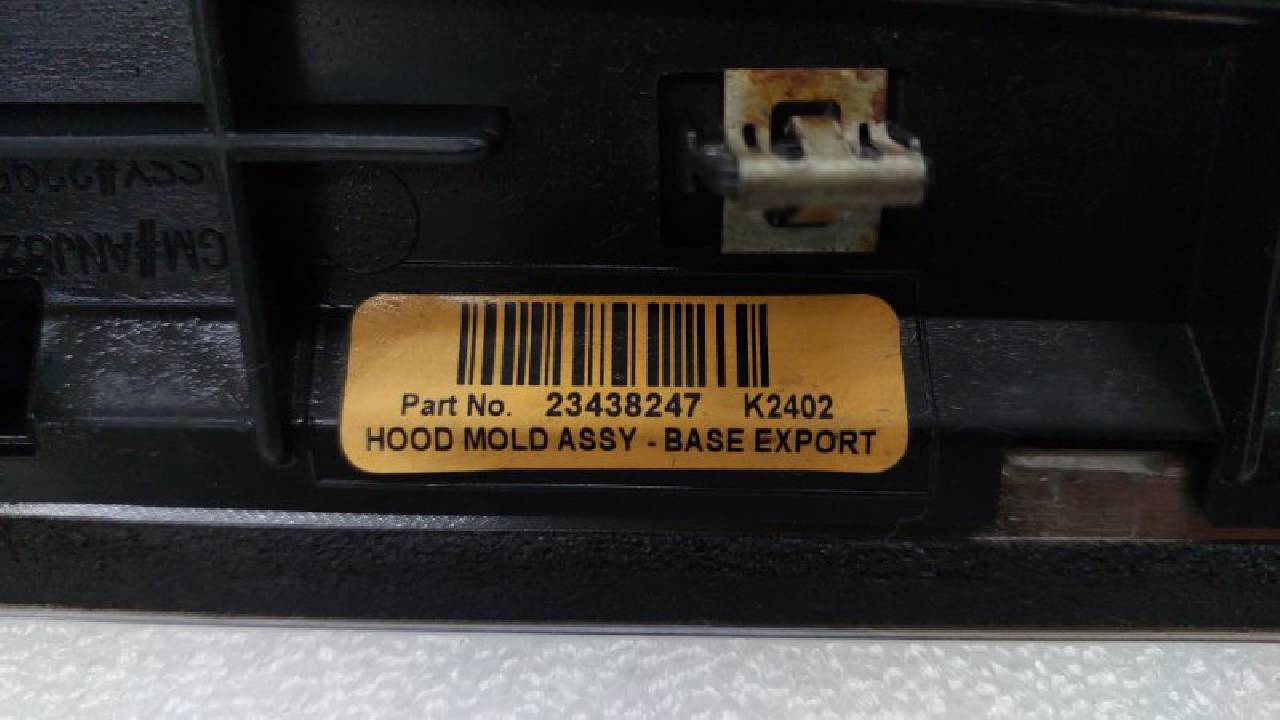 Part No. 23438247 K2402
HOOD MOLD ASSY - BASE EXPORT